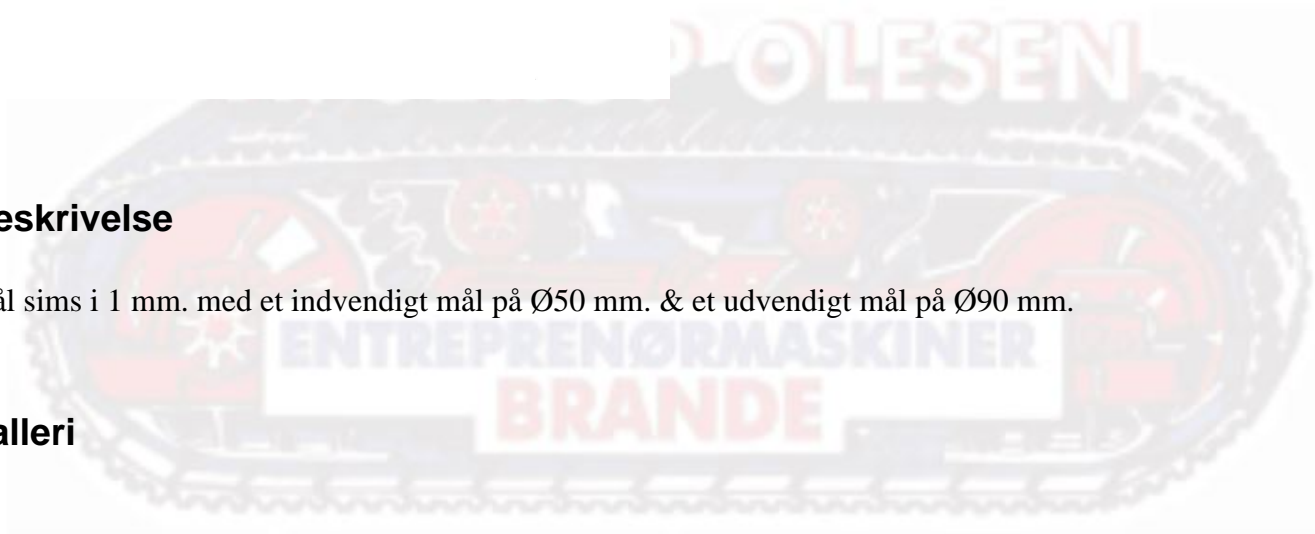 P OLESEN
eskrivelse
ål sims i 1 mm. med et indvendigt mål på Ø50 mm. & et udvendigt mål på Ø90 mm.
ENTREPRENØRMASKINER
BRANDE
alleri